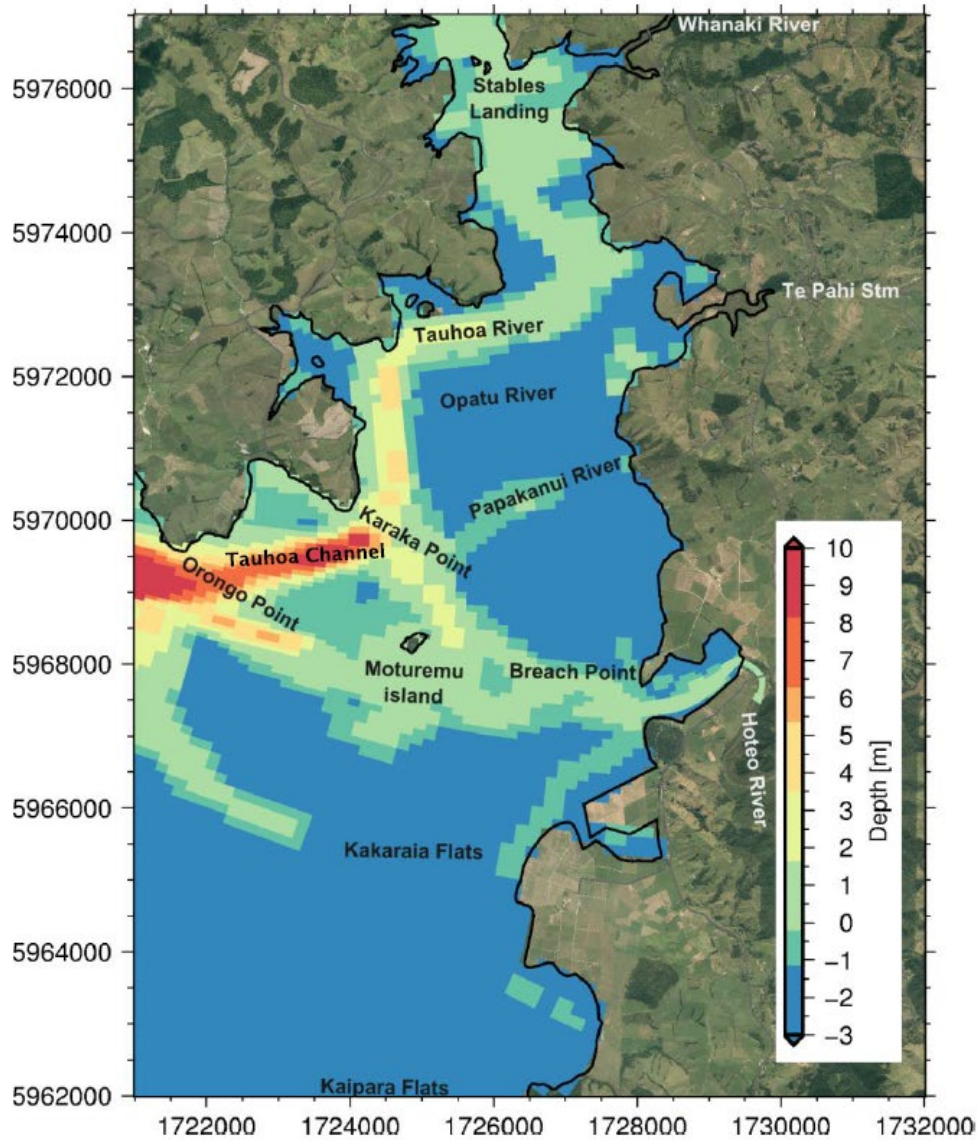 Whanaki River
5976000
Stables
Landing
5974000
Te Pahi Stm
Tauhoa River
5972000
Opatu River
Papakanui River
5970000
Karaka Point
Tauhoa Channel
Orongo Point
5968000
Moturemu
island
Breach Point
Hoteo River
5966000
Kakaraia Flats
5964000
5962000
Kaipara Flats
10
9
8
7
6
5
4
3
2
1
0
−1
−2
−3
Depth [m]
1722000
1724000
1726000
1728000
1730000
1732000